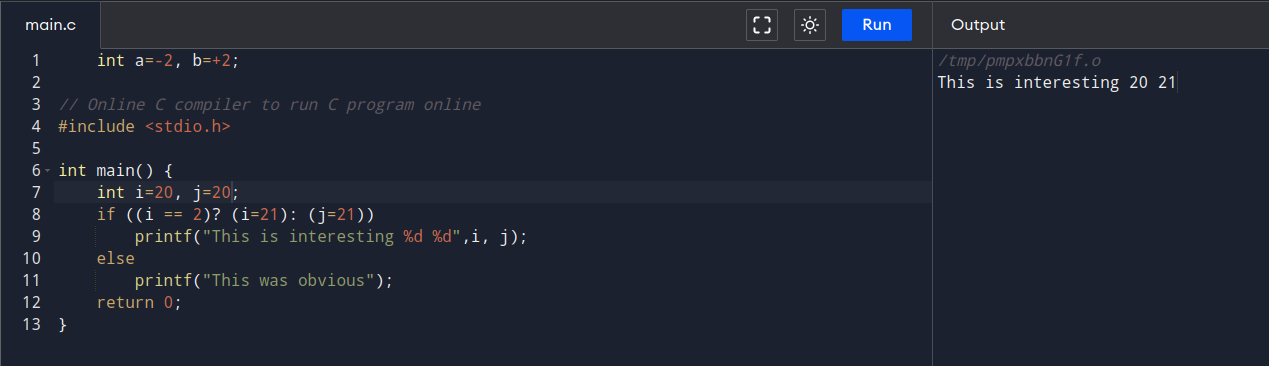 main.c
Run
Output
1 int a=-2, b=+2;
2
3 // Online C compiler to run C program online
4 #include <stdio.h>
5
6 int main() {
7 int i=20, j=20;
8 if ((i == 2)? (i=21): (j=21))
9 printf("This is interesting %d %d",i, j);
10 else
11 printf("This was obvious");
12 return 0;
13 }
/tmp/pmpxbbnG1f.o
This is interesting 20 21